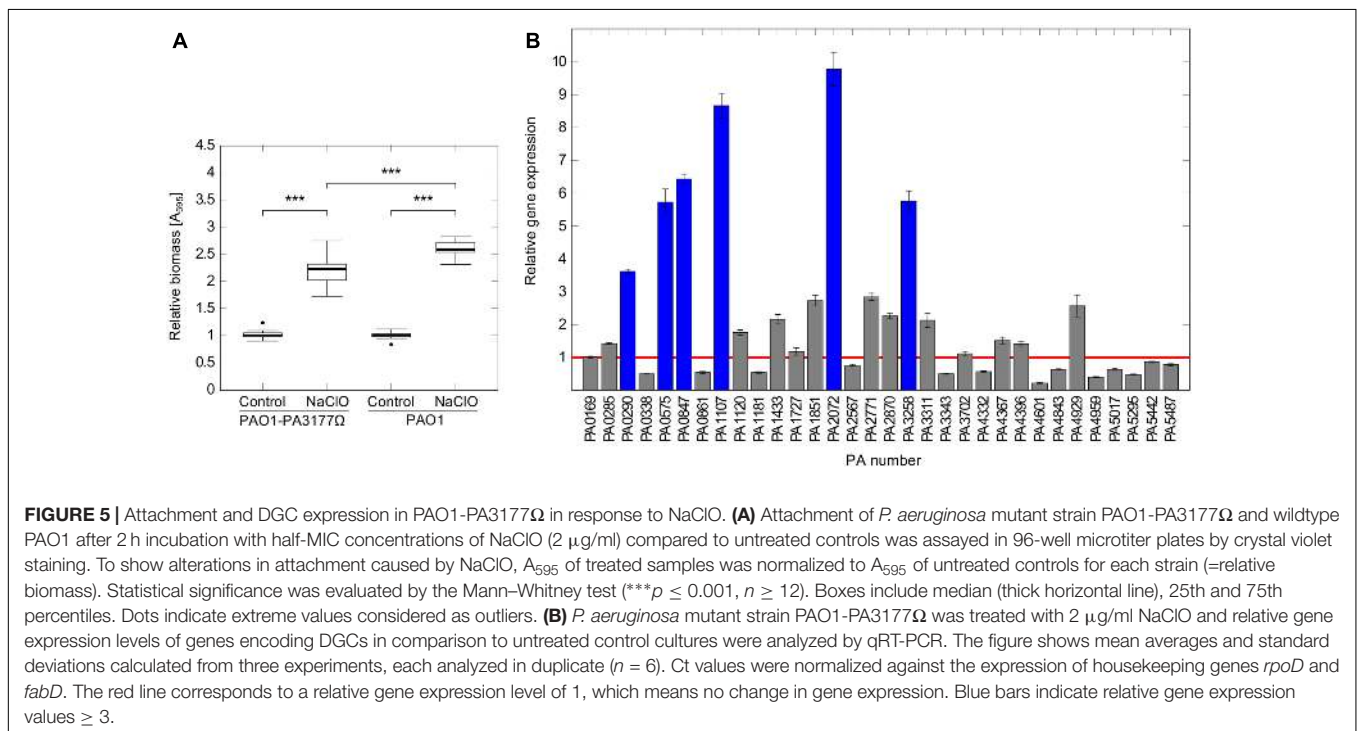 A
Relative biomass [A595]
4.5
4
3.5
3
2.5
2
1.5
1
0.5
0
***
***
***
Control NaClO Control NaClO
PAO1-PA3177Ω PAO1
B
Relative gene expression
10
9
8
7
6
5
4
3
2
1
PA0169
PA0285
PA0290
PA0338
PA0575
PA0847
PA0861
PA1107
PA1120
PA1181
PA1433
PA1727
PA1851
PA2072
PA2567
PA2771
PA2870
PA3258
PA3311
PA3343
PA3702
PA4332
PA4367
PA4396
PA4601
PA4843
PA4929
PA4959
PA5017
PA5295
PA5442
PA5487
PA number
FIGURE 5 | Attachment and DGC expression in PAO1-PA3177Ω in response to NaClO. (A) Attachment of P. aeruginosa mutant strain PAO1-PA3177Ω and wildtype
PAO1 after 2 h incubation with half-MIC concentrations of NaClO (2 μg/ml) compared to untreated controls was assayed in 96-well microtiter plates by crystal violet
staining. To show alterations in attachment caused by NaClO, A595 of treated samples was normalized to A595 of untreated controls for each strain (=relative
biomass). Statistical significance was evaluated by the Mann–Whitney test (***p ≤ 0.001, n ≥ 12). Boxes include median (thick horizontal line), 25th and 75th
percentiles. Dots indicate extreme values considered as outliers. (B) P. aeruginosa mutant strain PAO1-PA3177Ω was treated with 2 μg/ml NaClO and relative gene
expression levels of genes encoding DGCs in comparison to untreated control cultures were analyzed by qRT-PCR. The figure shows mean averages and standard
deviations calculated from three experiments, each analyzed in duplicate (n = 6). Ct values were normalized against the expression of housekeeping genes rpoD and
fabD. The red line corresponds to a relative gene expression level of 1, which means no change in gene expression. Blue bars indicate relative gene expression
values ≥ 3.